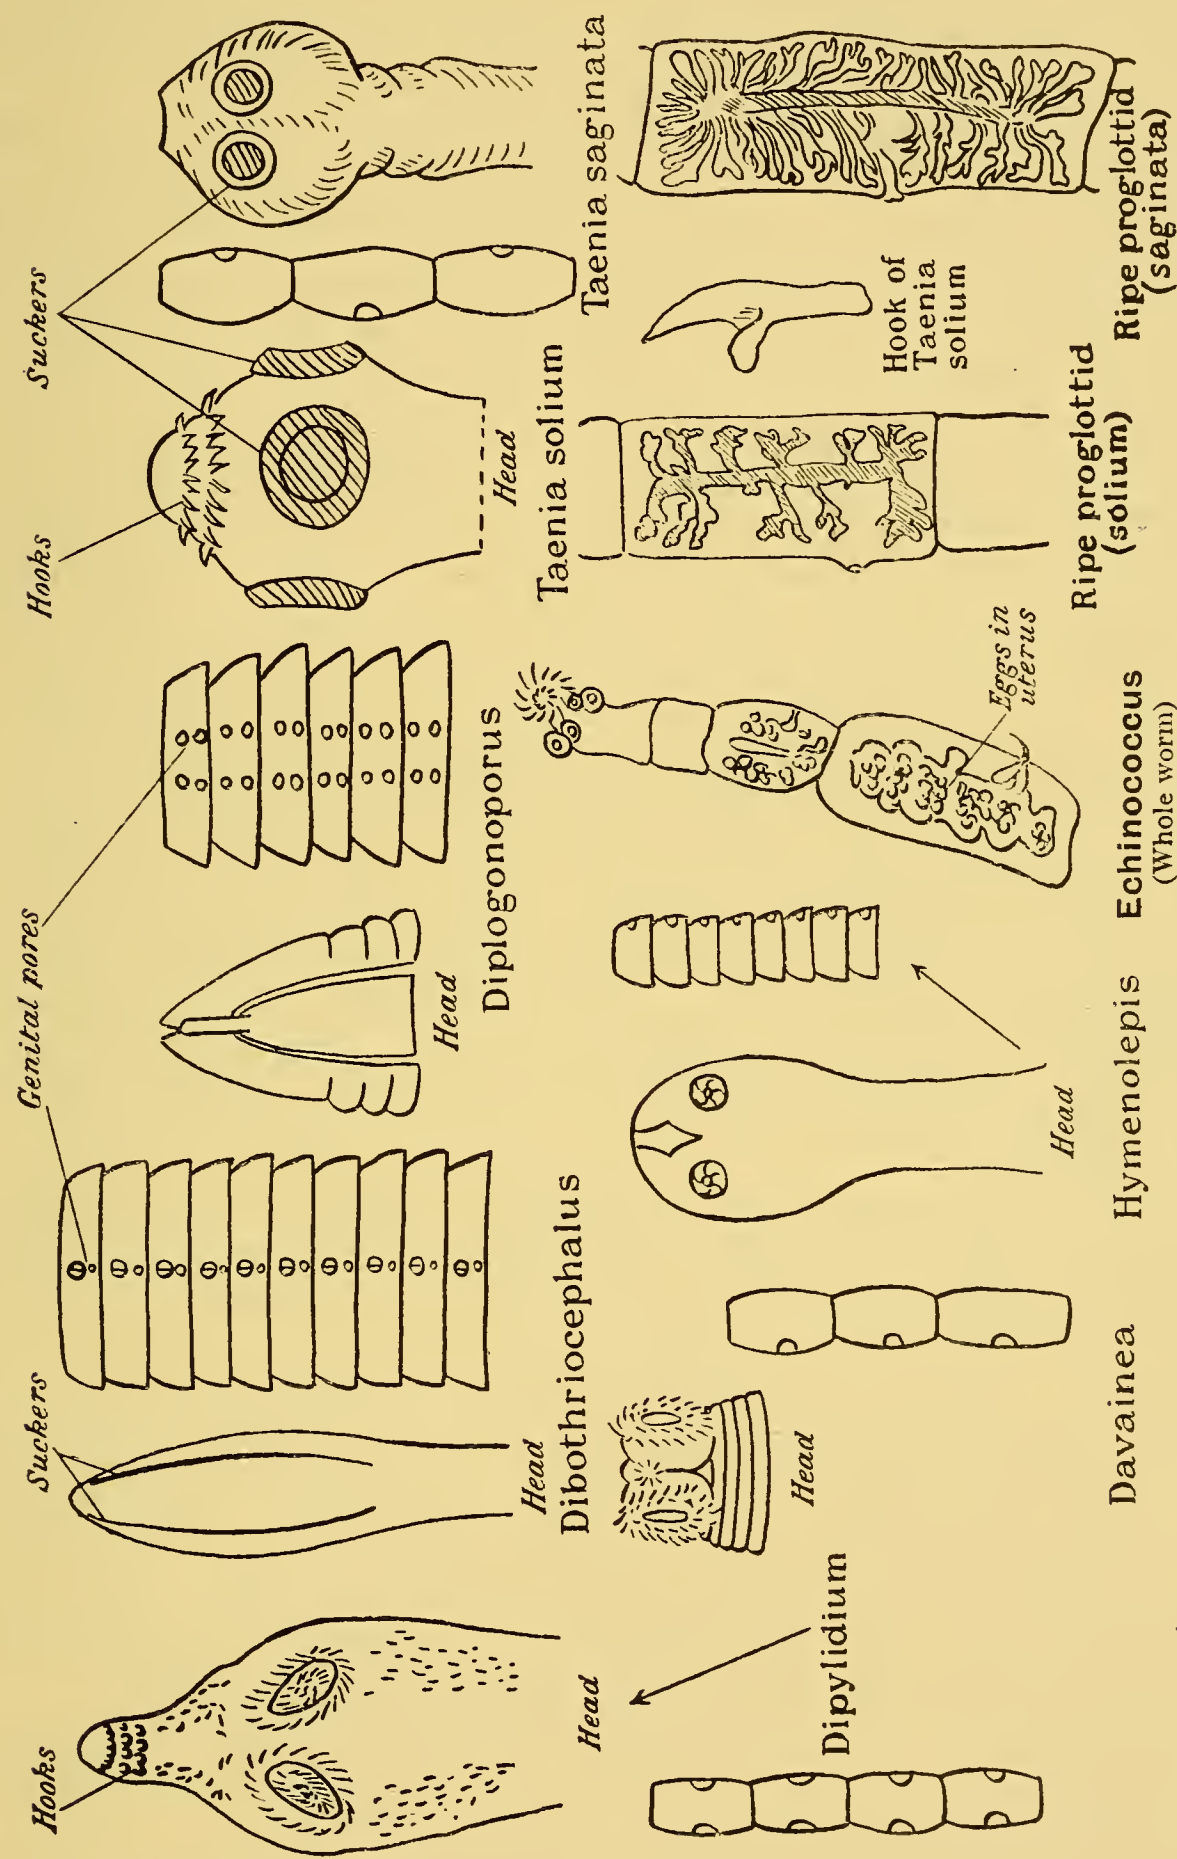 Hooks
Head
Dipylidium
Suckers
Head
Genital pores
Dibothriocephalus
Head
Diplogonoporus
Hooks
Suckers
Head
Taenia solium
Taenia saginata
Head
Davainea
Head
Hymenolepis
Eggs in
uterus
Echinococcus
(Whole worm)
Ripe proglottid
(solium)
Hook of
Taenia
solium
Ripe proglottid
(saginata)